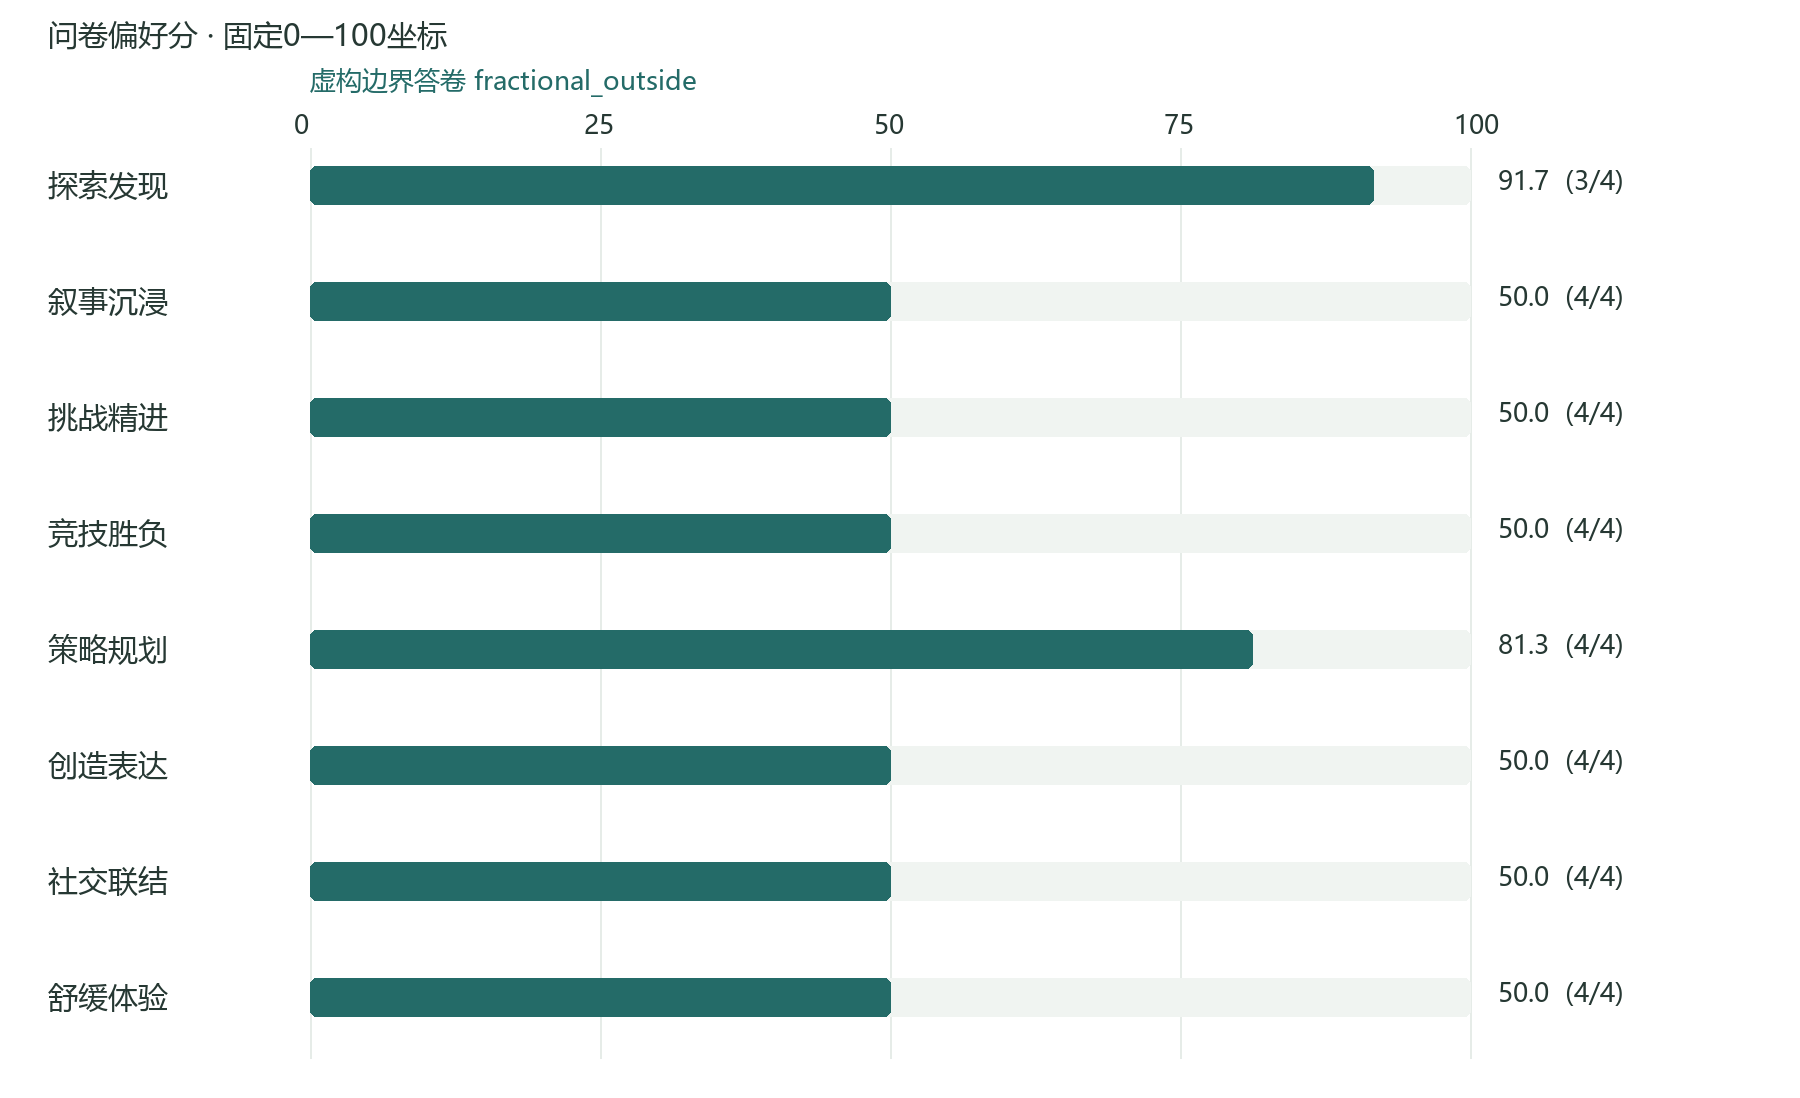 问卷偏好分 · 固定0—100坐标
虚构边界答卷 fractional_outside
0 25 50 75 100
探索发现 91.7 (3/4)
叙事沉浸 50.0 (4/4)
挑战精进 50.0 (4/4)
竞技胜负 50.0 (4/4)
策略规划 81.3 (4/4)
创造表达 50.0 (4/4)
社交联结 50.0 (4/4)
舒缓体验 50.0 (4/4)